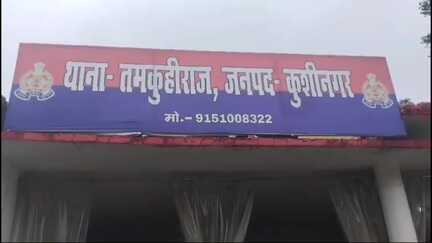 थाना- तमकुहीराज, जनपद- कुशीनगर
मो.- 9151008322